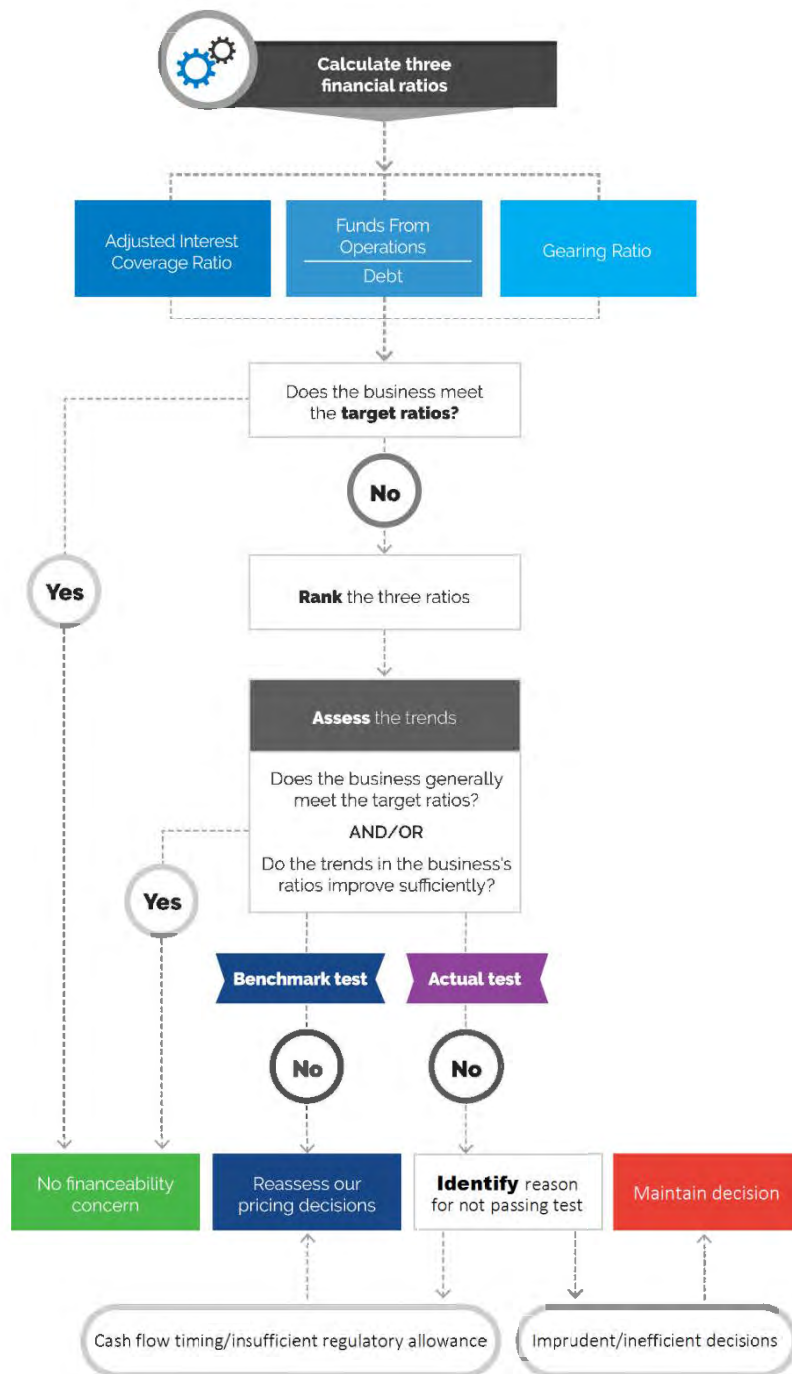 Calculate three
financial ratios
Adjusted Interest
Coverage Ratio
Funds From
Operations
Debt
Gearing Ratio
Does the business meet
the target ratios?
No
Yes
Rank the three ratios
Assess the trends
Does the business generally
meet the target ratios?
AND/OR
Do the trends in the business's
ratios improve sufficiently?
Yes
Benchmark test
Actual test
No
No
No financeability
concern
Reassess our
pricing decisions
Identify reason
for not passing test
Maintain decision
Cash flow timing/insufficient regulatory allowance
Imprudent/inefficient decisions